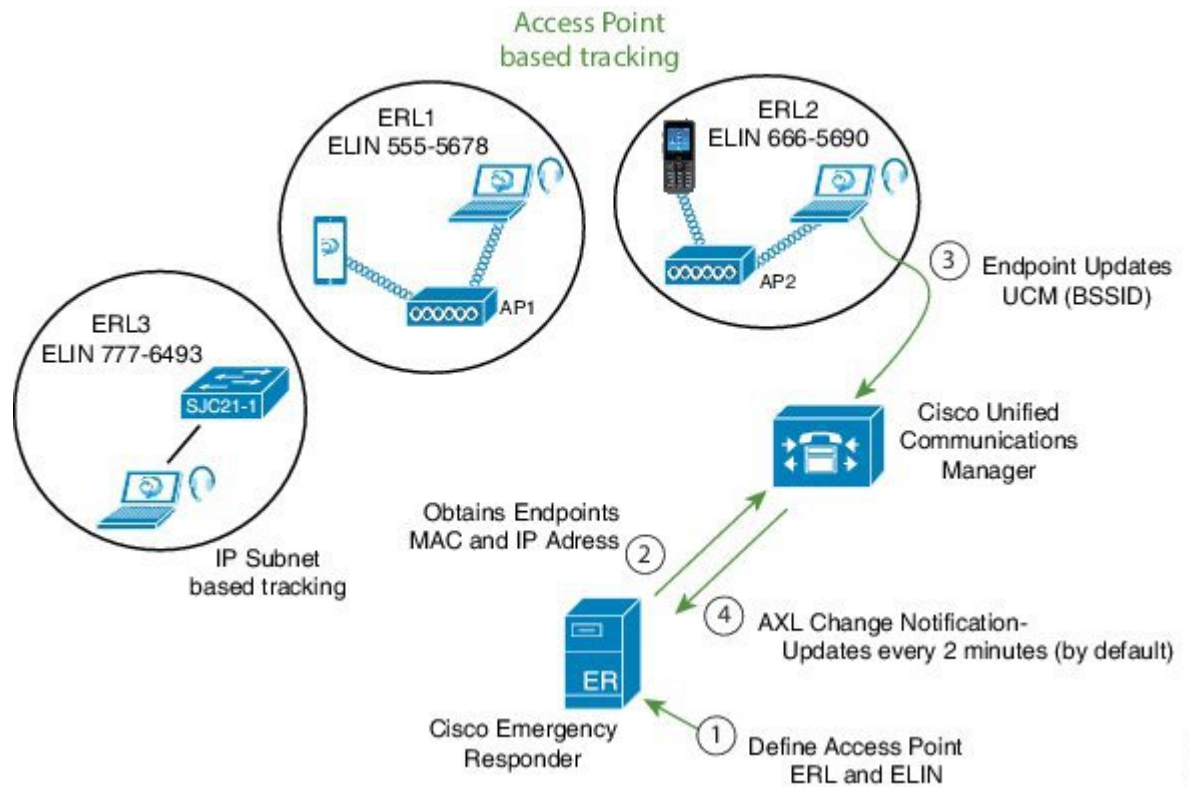 Access Point
based tracking
ERL1
ELIN 555-5678
AP1
ERL2
ELIN 666-5690
AP2
ERL3
ELIN 777-6493
SJC21-1
IP Subnet
based tracking
3
Endpoint Updates
UCM (BSSID)
Cisco Unified
Communications
Manager
Obtains Endpoints
MAC and IP Adress
2
4
AXL Change Notification-
Updates every 2 minutes (by default)
ER
Cisco Emergency
Responder
1
Define Access Point
ERL and ELIN